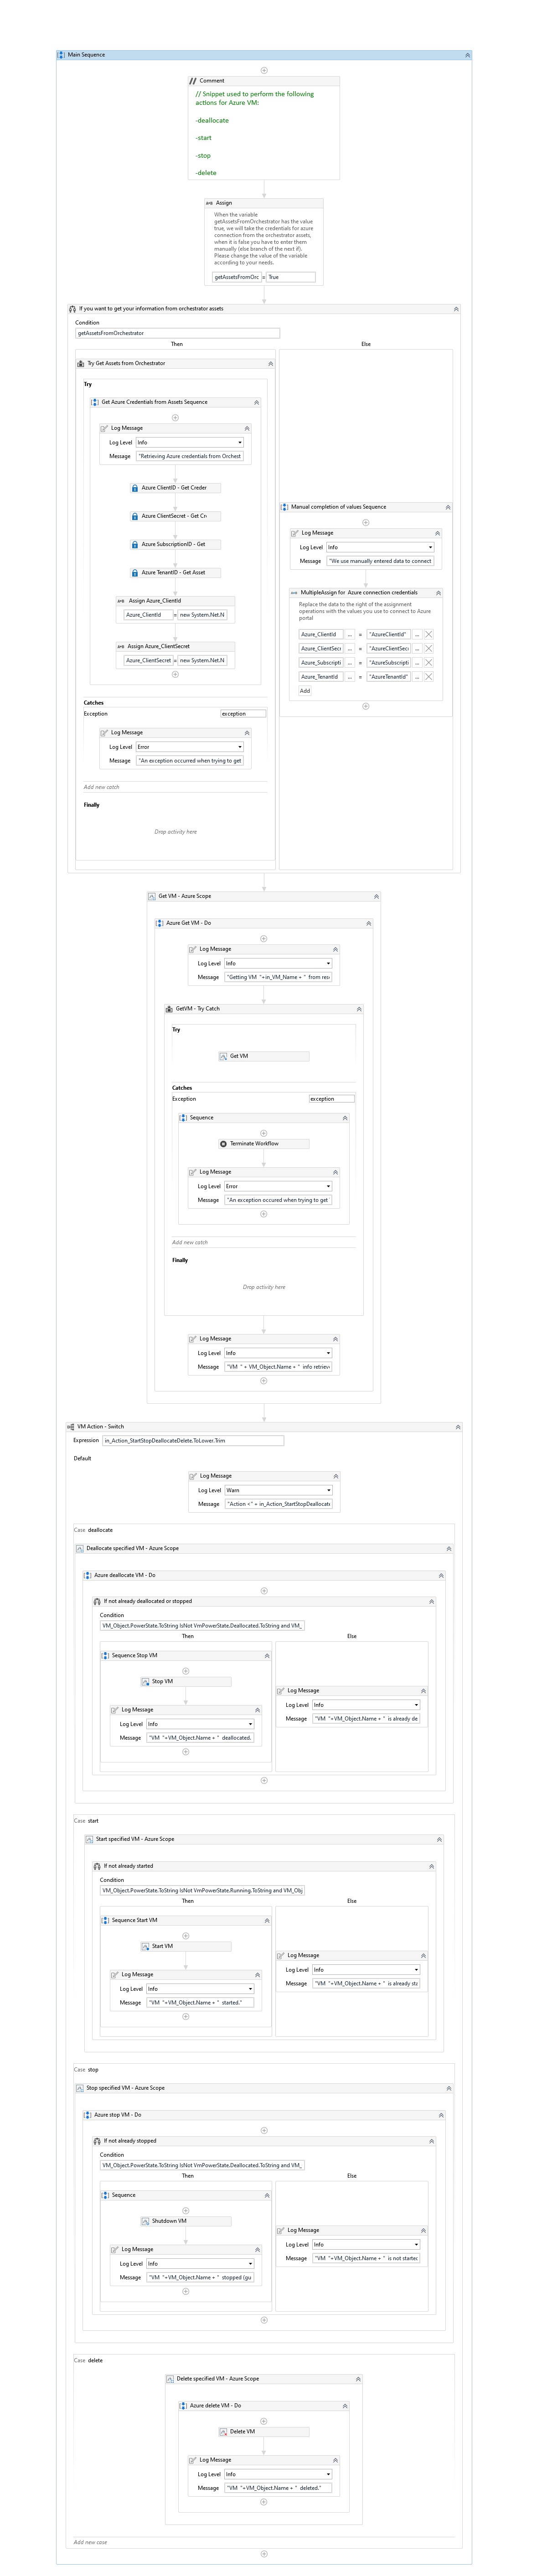 Main Sequence
Comment
// Snippet used to perform the following
actions for Azure VM:
-deallocate
-start
-stop
-delete
Assign
When the variable
getAssetsFromOrchestrator has the value
true, we will take the credentials for azure
connection from the orchestrator assets,
when it is false you have to enter them
manually (else branch of the next if).
Please change the value of the variable
according to your needs.
getAssetsFromOrc = True
If you want to get your information from orchestrator assets
Condition
getAssetsFromOrchestrator
Then
Else
Try Get Assets from Orchestrator
Try
Get Azure Credentials from Assets Sequence
Log Message
Log Level Info
Message "Retrieving Azure credentials from Orchest
Azure ClientID - Get Creder
Azure ClientSecret - Get Cr
Azure SubscriptionID - Get
Azure TenantID - Get Asset
Assign Azure_ClientId
Azure_ClientId = new System.Net.N
Assign Azure_ClientSecret
Azure_ClientSecret = new System.Net.N
Catches
Exception exception
Log Message
Log Level Error
Message "An exception occurred when trying to get
Add new catch
Finally
Drop activity here
Manual completion of values Sequence
Log Message
Log Level Info
Message "We use manually entered data to connect
MultipleAssign for Azure connection credentials
Replace the data to the right of the assignment
operations with the values you use to connect to Azure
portal
Azure_ClientId ... = "AzureClientId" ...
Azure_ClientSeci ... = "AzureClientSeci ...
Azure_Subscripti ... = "AzureSubscripti ...
Azure_TenantId ... = "AzureTenantId" ...
Add
Get VM - Azure Scope
Azure Get VM - Do
Log Message
Log Level Info
Message "Getting VM "+in_VM_Name + " from res
GetVM - Try Catch
Try
Get VM
Catches
Exception exception
Sequence
Terminate Workflow
Log Message
Log Level Error
Message "An exception occured when trying to get
Add new catch
Finally
Drop activity here
Log Message
Log Level Info
Message "VM " + VM_Object.Name + " info retriev
VM Action - Switch
Expression in_Action_StartStopDeallocateDelete.ToLower.Trim
Default
Log Message
Log Level Warn
Message "Action <" + in_Action_StartStopDeallocate
Case deallocate
Deallocate specified VM - Azure Scope
Azure deallocate VM - Do
If not already deallocated or stopped
Condition
VM_Object.PowerState.ToString IsNot VmPowerState.Deallocated.ToString and VM_
Then
Else
Sequence Stop VM
Stop VM
Log Message
Log Level Info
Message "VM "+VM_Object.Name + " deallocated.
Log Message
Log Level Info
Message "VM "+VM_Object.Name + " is already de
Case start
Start specified VM - Azure Scope
If not already started
Condition
VM_Object.PowerState.ToString IsNot VmPowerState.Running.ToString and VM_Obj
Then
Else
Sequence Start VM
Start VM
Log Message
Log Level Info
Message "VM "+VM_Object.Name + " started."
Log Message
Log Level Info
Message "VM "+VM_Object.Name + " is already sta
Case stop
Stop specified VM - Azure Scope
Azure stop VM - Do
If not already stopped
Condition
VM_Object.PowerState.ToString IsNot VmPowerState.Deallocated.ToString and VM_
Then
Else
Sequence
Shutdown VM
Log Message
Log Level Info
Message "VM "+VM_Object.Name + " stopped (gu
Log Message
Log Level Info
Message "VM "+VM_Object.Name + " is not starte
Case delete
Delete specified VM - Azure Scope
Azure delete VM - Do
Delete VM
Log Message
Log Level Info
Message "VM "+VM_Object.Name + " deleted."
Add new case